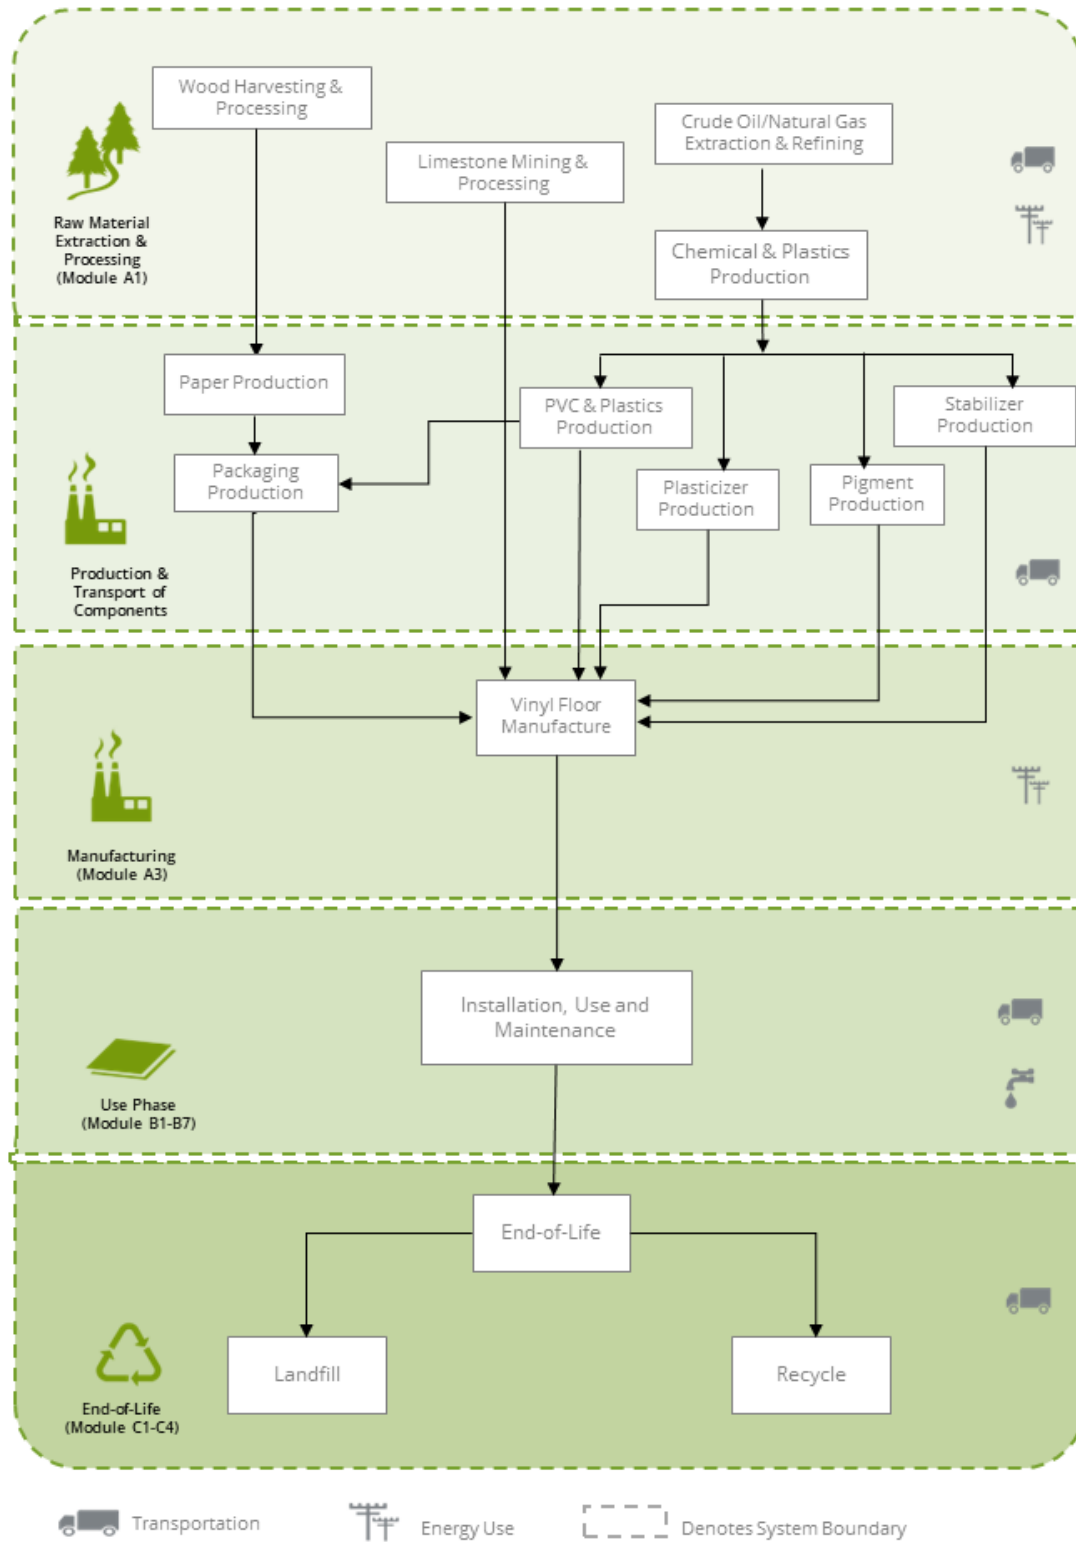 Wood Harvesting &
Processing
Crude Oil/Natural Gas
Extraction & Refining
Limestone Mining &
Processing
Raw Material
Extraction &
Processing
(Module A1)
Chemical & Plastics
Production
Paper Production
PVC & Plastics
Production
Stabilizer
Production
Packaging
Production
Plasticizer
Production
Pigment
Production
Production &
Transport of
Components
Vinyl Floor
Manufacture
Manufacturing
(Module A3)
Installation, Use and
Maintenance
Use Phase
(Module B1-B7)
End-of-Life
Landfill
Recycle
End-of-Life
(Module C1-C4)
Transportation
Energy Use
Denotes System Boundary